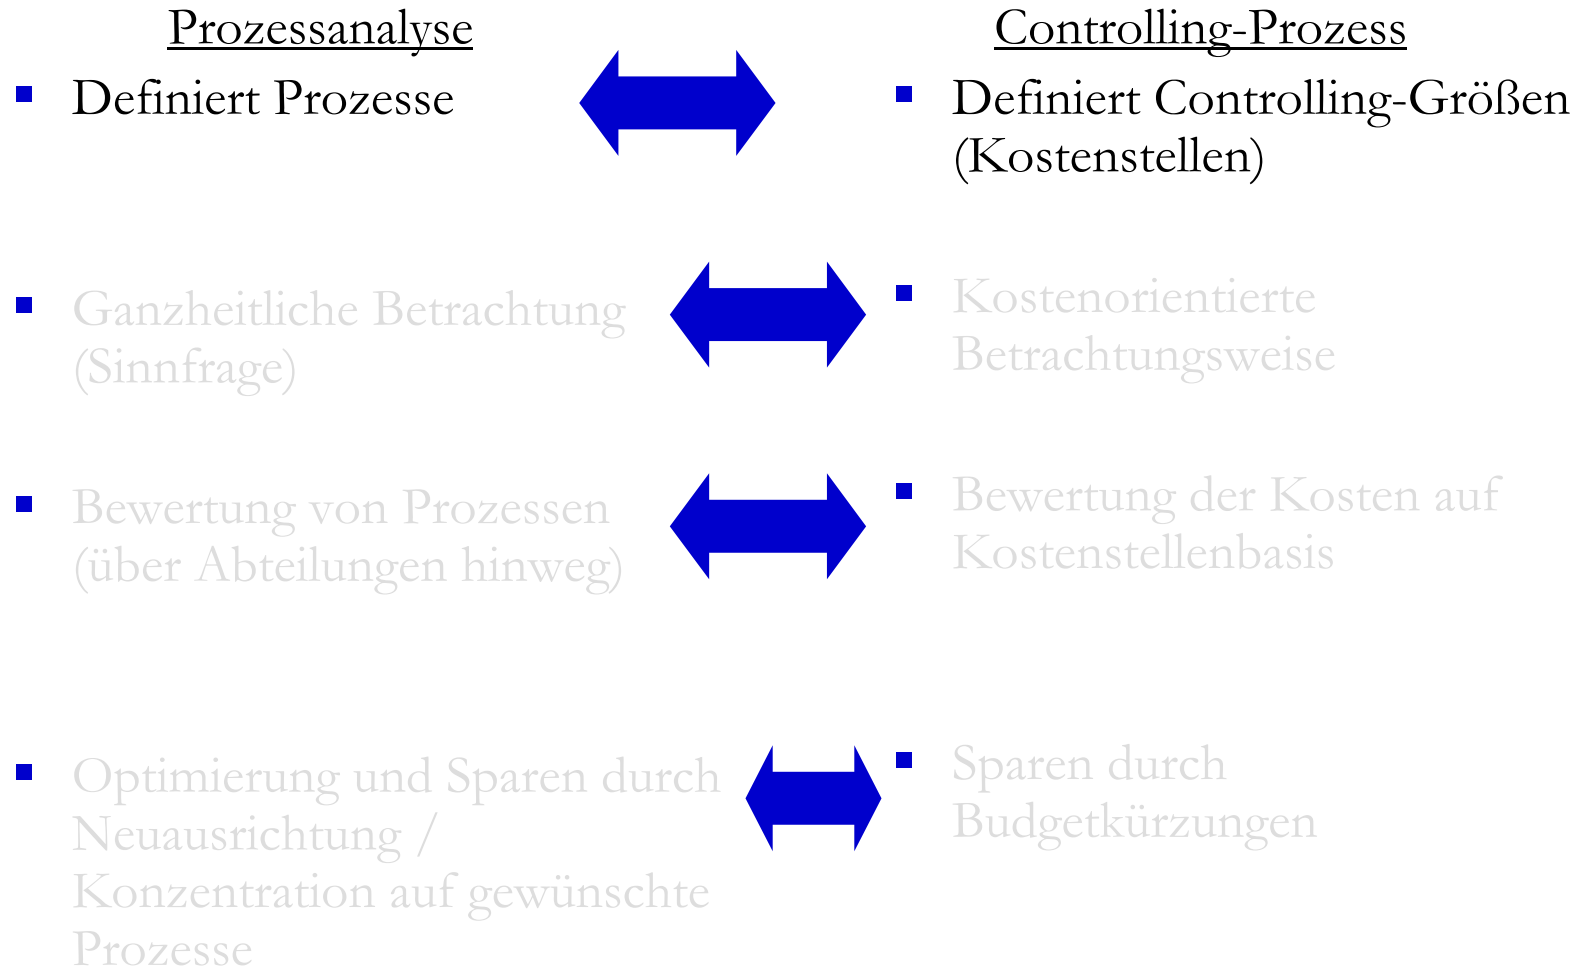 Prozessanalyse
Controlling-Prozess
Definiert Prozesse
Definiert Controlling-Größen
(Kostenstellen)
Ganzheitliche Betrachtung
(Sinnfrage)
Kostenorientierte
Betrachtungsweise
Bewertung von Prozessen
(über Abteilungen hinweg)
Bewertung der Kosten auf
Kostenstellenbasis
Optimierung und Sparen durch
Neuausrichtung /
Konzentration auf gewünschte
Prozesse
Sparen durch
Budgetkürzungen